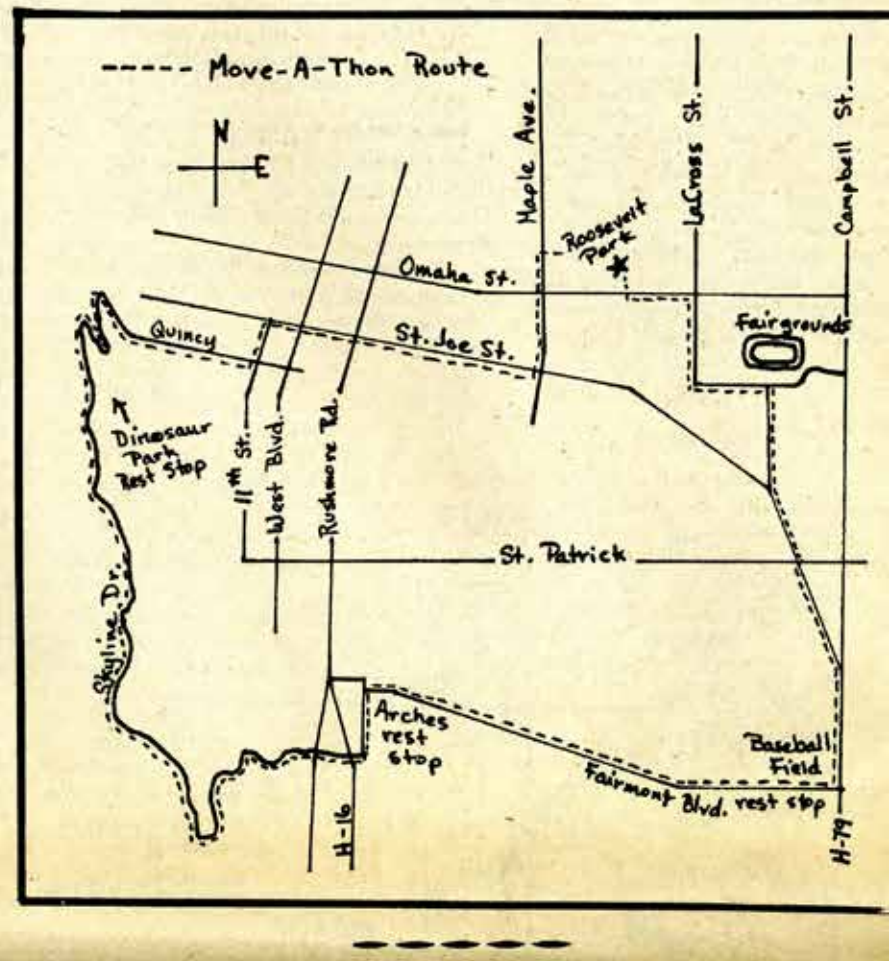 ----- Move-A-Thon Route
N
E
Maple Ave.
LaCross St.
Campbell St.
Roosevelt
Park
Omaha St.
Fairgrounds
Quincy
St. Joe St.
Dinosaur
Park
Rest Stop
11th St.
West Blvd.
Rushmore Rd.
St. Patrick
Skyline Dr.
Arches
rest
stop
Baseball
Field
Fairmont Blvd. rest stop
H-16
H-79